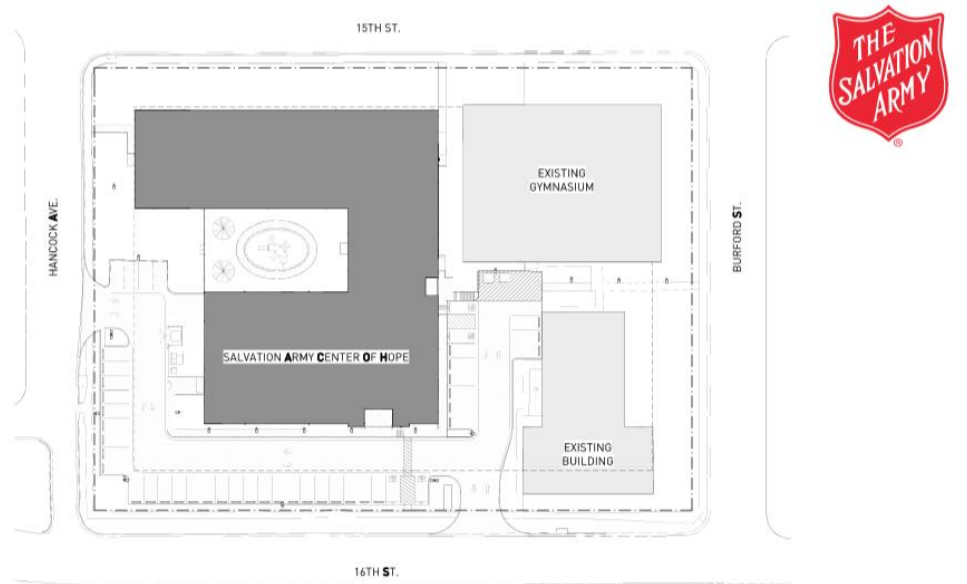 15TH ST.
THE
SALVATION
ARMY
®
EXISTING
GYMNASIUM
HANCOCK AVE.
BURFORD ST.
SALVATION ARMY CENTER OF HOPE
EXISTING
BUILDING
16TH ST.